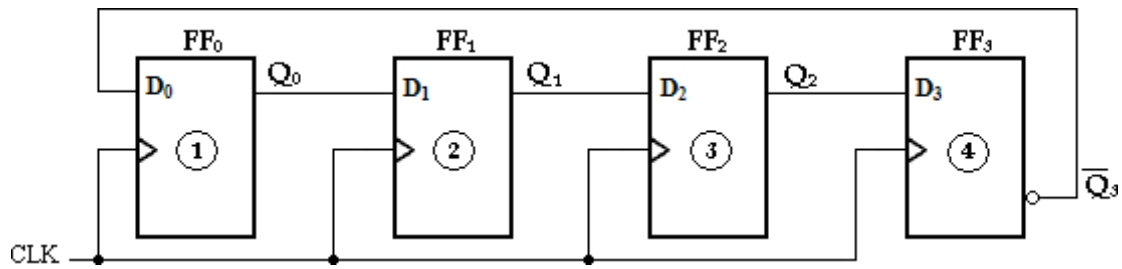 FF₀ FF₁ FF₂ FF₃
Q₀ Q₁ Q₂
D₀ D₁ D₂ D₃
1 2 3 4
Q̅₃
CLK